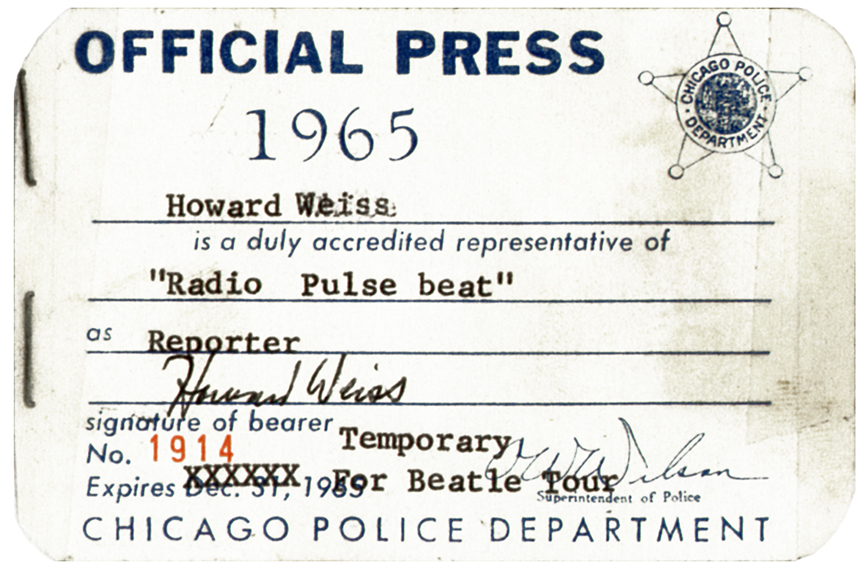 OFFICIAL PRESS
CHICAGO POLICE DEPARTMENT
1965
Howard Weiss
is a duly accredited representative of
"Radio Pulse beat"
as Reporter
Howard Weiss
signature of bearer
No. 1914 Temporary
O W Wilson
Expires Dec. 31, 1965 XXXXXX For Beatle Tour
Superintendent of Police
CHICAGO POLICE DEPARTMENT